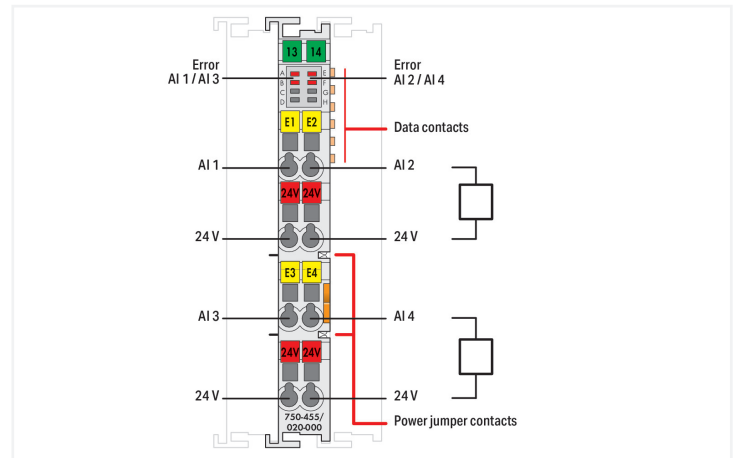 13 14
Error
AI 1 / AI 3
Error
AI 2 / AI 4
A
B
C
D
E
F
G
H
Data contacts
E1 E2
AI 1
AI 2
24V 24V
24 V
24 V
E3 E4
AI 3
AI 4
24V 24V
24 V
24 V
750-455/
020-000
Power jumper contacts